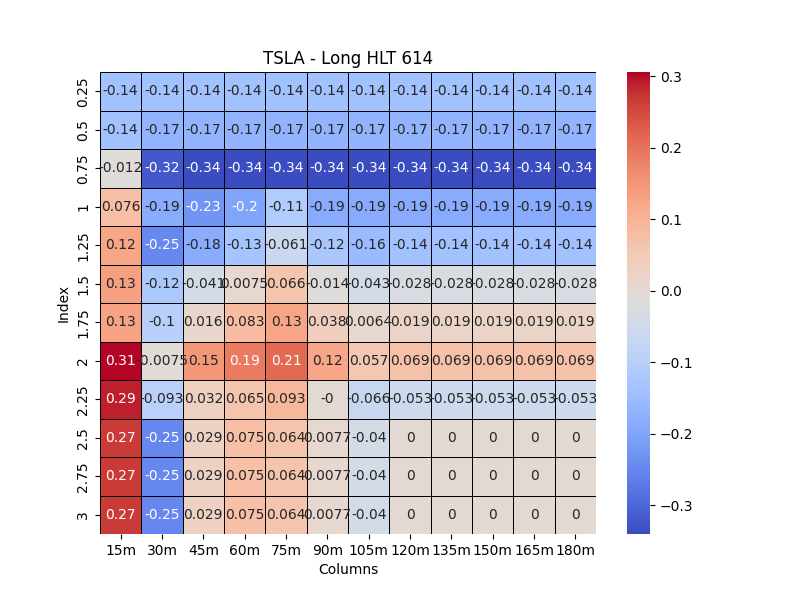 TSLA - Long HLT 614
0.25 -0.14 -0.14 -0.14 -0.14 -0.14 -0.14 -0.14 -0.14 -0.14 -0.14 -0.14 -0.14
0.5 -0.14 -0.17 -0.17 -0.17 -0.17 -0.17 -0.17 -0.17 -0.17 -0.17 -0.17 -0.17
0.75 -0.012 -0.32 -0.34 -0.34 -0.34 -0.34 -0.34 -0.34 -0.34 -0.34 -0.34 -0.34
1 0.076 -0.19 -0.23 -0.2 -0.11 -0.19 -0.19 -0.19 -0.19 -0.19 -0.19 -0.19
1.25 0.12 -0.25 -0.18 -0.13 -0.061 -0.12 -0.16 -0.14 -0.14 -0.14 -0.14 -0.14
1.5 0.13 -0.12 -0.041 0.0075 0.066 -0.014 -0.043 -0.028 -0.028 -0.028 -0.028 -0.028
1.75 0.13 -0.1 0.016 0.083 0.13 0.038 0.0064 0.019 0.019 0.019 0.019 0.019
2 0.31 -0.0075 0.15 0.19 0.21 0.12 0.057 0.069 0.069 0.069 0.069 0.069
2.25 0.29 -0.093 0.032 0.065 0.093 -0 -0.066 -0.053 -0.053 -0.053 -0.053 -0.053
2.5 0.27 -0.25 0.029 0.075 0.064 0.0077 -0.04 0 0 0 0 0
2.75 0.27 -0.25 0.029 0.075 0.064 0.0077 -0.04 0 0 0 0 0
3 0.27 -0.25 0.029 0.075 0.064 0.0077 -0.04 0 0 0 0 0
15m 30m 45m 60m 75m 90m 105m 120m 135m 150m 165m 180m
Columns
Index
0.3
0.2
0.1
0.0
−0.1
−0.2
−0.3